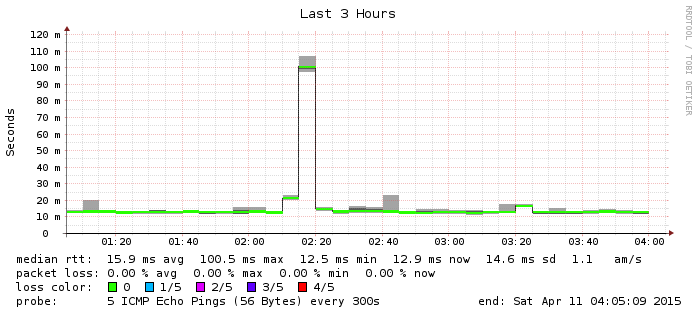 Last 3 Hours
RRDTOOL / TOBI OETIKER
Seconds
120 m
110 m
100 m
90 m
80 m
70 m
60 m
50 m
40 m
30 m
20 m
10 m
0
01:20 01:40 02:00 02:20 02:40 03:00 03:20 03:40 04:00
median rtt: 15.9 ms avg 100.5 ms max 12.5 ms min 12.9 ms now 14.6 ms sd 1.1 am/s
packet loss: 0.00 % avg 0.00 % max 0.00 % min 0.00 % now
loss color: 0 1/5 2/5 3/5 4/5
probe: 5 ICMP Echo Pings (56 Bytes) every 300s end: Sat Apr 11 04:05:09 2015